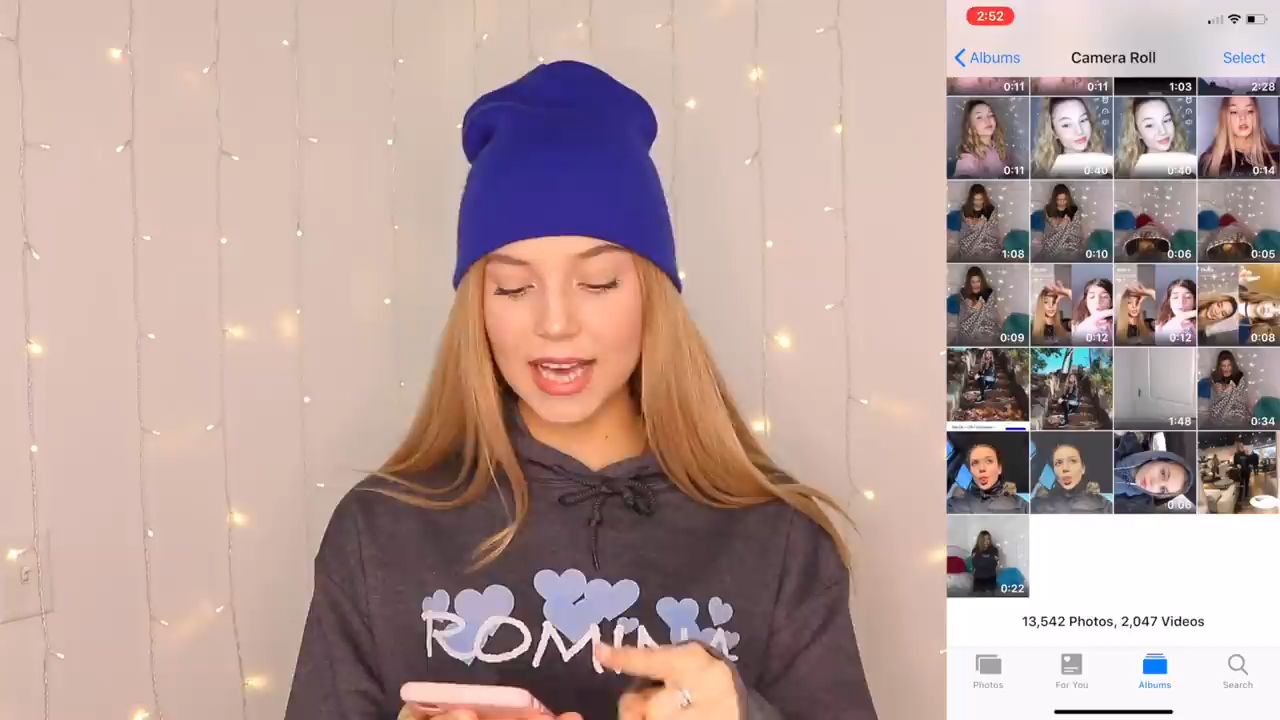 ROMINA
2:52
Albums
Camera Roll
Select
0:11
0:11
1:03
2:28
0:11
0:40
0:40
0:14
1:08
0:10
0:06
0:05
0:09
0:12
0:12
0:08
1:48
0:34
0:06
0:22
13,542 Photos, 2,047 Videos
Photos
For You
Albums
Search